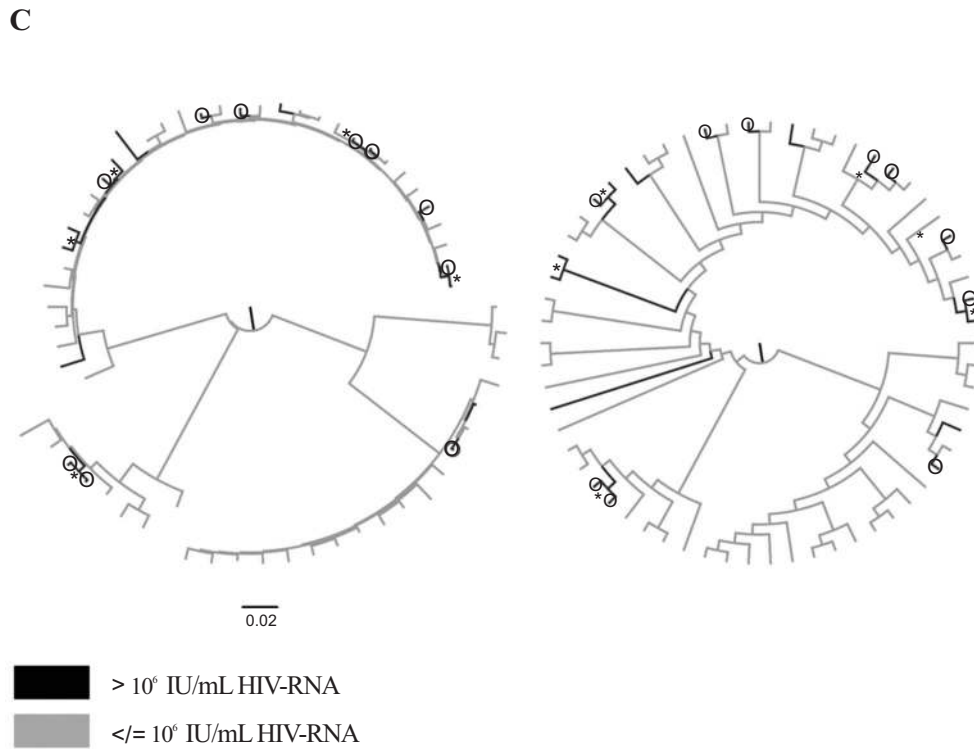 C
0.02
> 10⁶ IU/mL HIV-RNA
</= 10⁶ IU/mL HIV-RNA